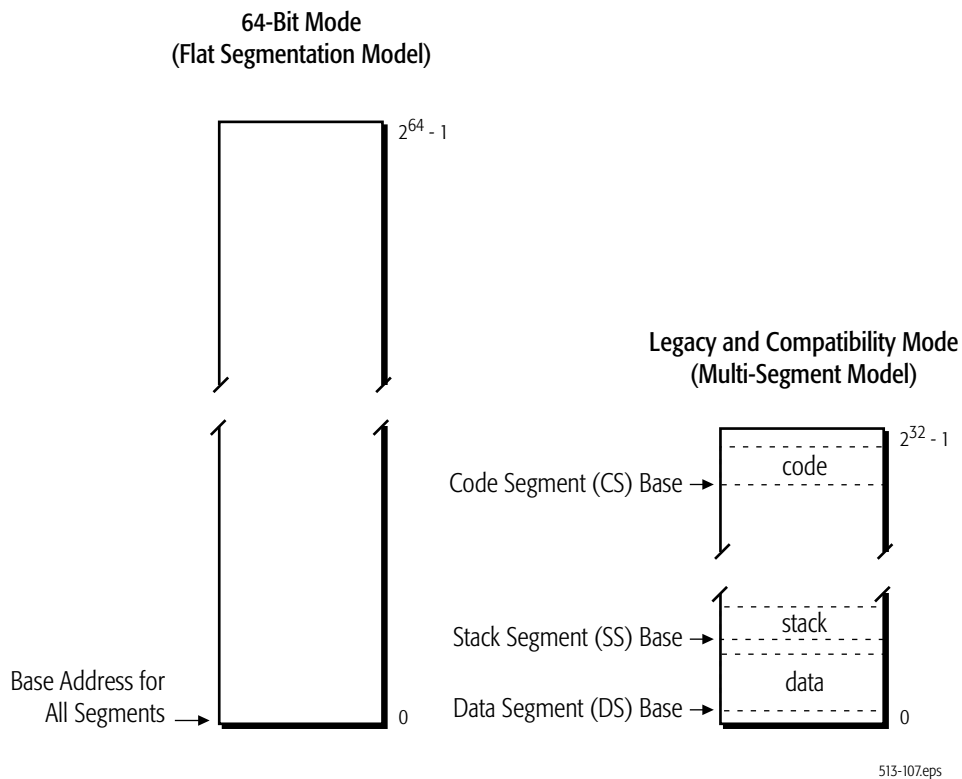 64-Bit Mode
(Flat Segmentation Model)
2^64 - 1
Legacy and Compatibility Mode
(Multi-Segment Model)
2^32 - 1
code
Code Segment (CS) Base
stack
Stack Segment (SS) Base
data
Base Address for
All Segments
0
Data Segment (DS) Base
0
513-107.eps